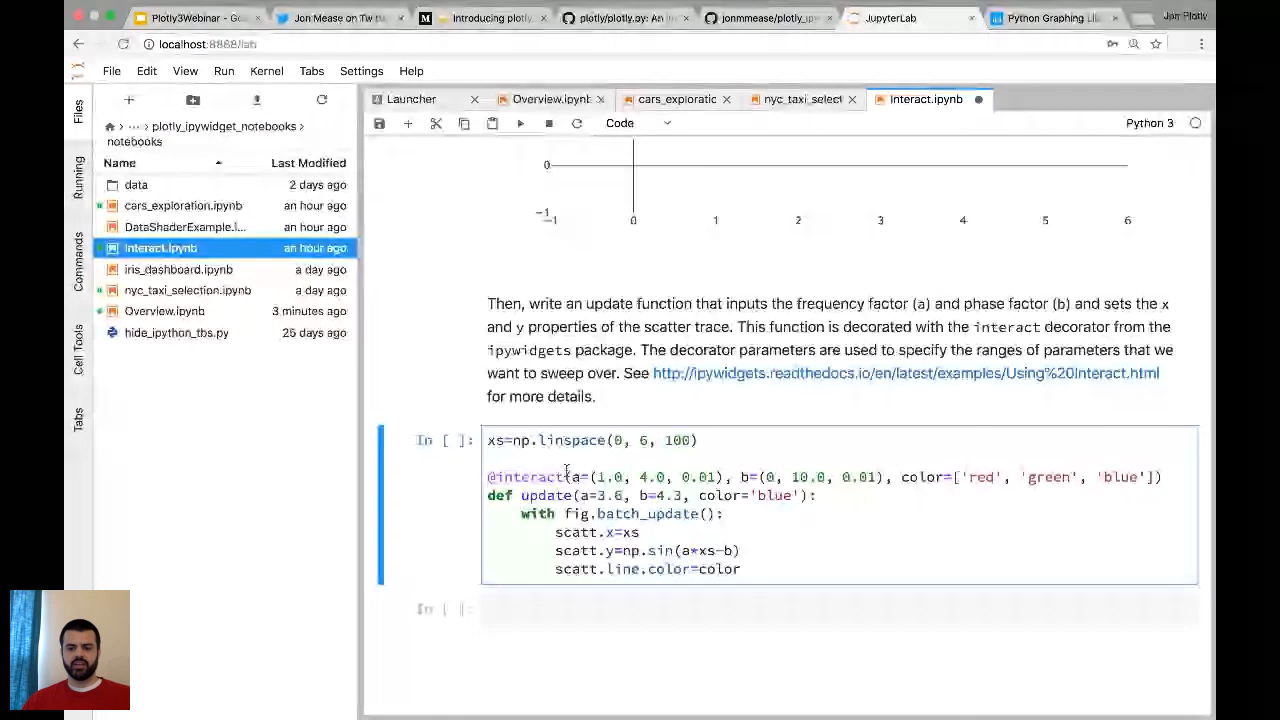 Plotly3Webinar - Go
Jon Mease on Twitt
Introducing plotly.
plotly/plotly.py: An i
jonmmease/plotly_ipy
JupyterLab
Python Graphing Lib
Jon Plotly
localhost:8868/lab
File Edit View Run Kernel Tabs Settings Help
Files
Running
Commands
Cell Tools
Tabs
plotly_ipywidget_notebooks
notebooks
Name Last Modified
data 2 days ago
cars_exploration.ipynb an hour ago
DataShaderExample.i... an hour ago
Interact.ipynb an hour ago
iris_dashboard.ipynb a day ago
nyc_taxi_selection.ipynb a day ago
Overview.ipynb 3 minutes ago
hide_ipython_tbs.py 25 days ago
Launcher
Overview.ipynb
cars_exploratic
nyc_taxi_select
Interact.ipynb
Code
Python 3
0
−1
−1 0 1 2 3 4 5 6
Then, write an update function that inputs the frequency factor (a) and phase factor (b) and sets the x
and y properties of the scatter trace. This function is decorated with the interact decorator from the
ipywidgets package. The decorator parameters are used to specify the ranges of parameters that we
want to sweep over. See http://ipywidgets.readthedocs.io/en/latest/examples/Using%20Interact.html
for more details.
In [ ]:
xs=np.linspace(0, 6, 100)
@interact(a=(1.0, 4.0, 0.01), b=(0, 10.0, 0.01), color=['red', 'green', 'blue'])
def update(a=3.6, b=4.3, color='blue'):
with fig.batch_update():
scatt.x=xs
scatt.y=np.sin(a*xs-b)
scatt.line.color=color
In [ ]: